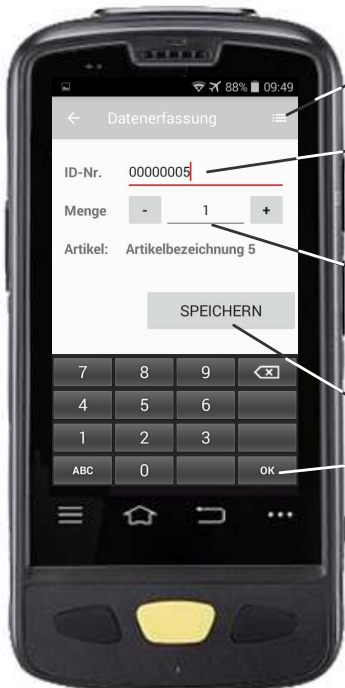 88% 09:49
Datenerfassung
ID-Nr. 00000005
Menge - 1 +
Artikel: Artikelbezeichnung 5
SPEICHERN
7 8 9
4 5 6
1 2 3
ABC 0 OK